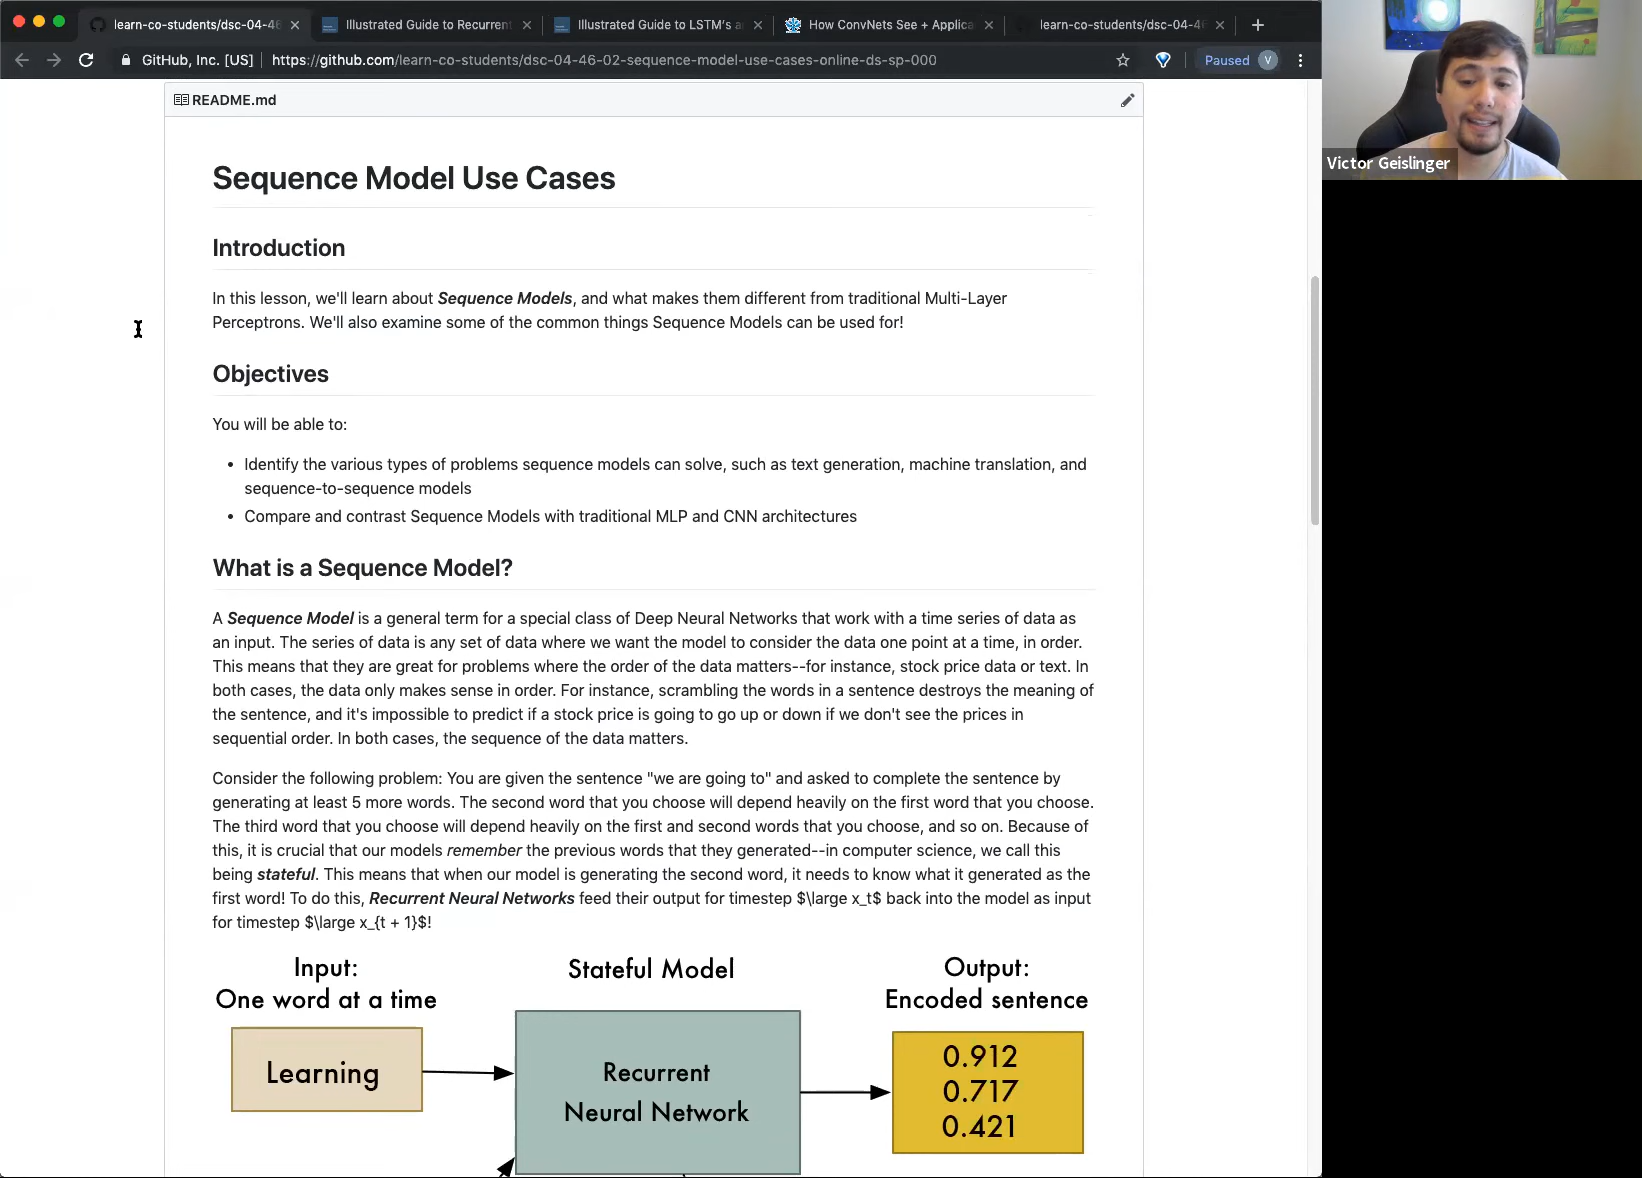 learn-co-students/dsc-04-46
Illustrated Guide to Recurrent
Illustrated Guide to LSTM's a
How ConvNets See + Applica
learn-co-students/dsc-04-4
GitHub, Inc. [US]
https://github.com/learn-co-students/dsc-04-46-02-sequence-model-use-cases-online-ds-sp-000
Paused
V
Victor Geislinger
README.md
Sequence Model Use Cases
Introduction
In this lesson, we'll learn about Sequence Models, and what makes them different from traditional Multi-Layer
Perceptrons. We'll also examine some of the common things Sequence Models can be used for!
Objectives
You will be able to:
• Identify the various types of problems sequence models can solve, such as text generation, machine translation, and
sequence-to-sequence models
• Compare and contrast Sequence Models with traditional MLP and CNN architectures
What is a Sequence Model?
A Sequence Model is a general term for a special class of Deep Neural Networks that work with a time series of data as
an input. The series of data is any set of data where we want the model to consider the data one point at a time, in order.
This means that they are great for problems where the order of the data matters--for instance, stock price data or text. In
both cases, the data only makes sense in order. For instance, scrambling the words in a sentence destroys the meaning of
the sentence, and it's impossible to predict if a stock price is going to go up or down if we don't see the prices in
sequential order. In both cases, the sequence of the data matters.
Consider the following problem: You are given the sentence "we are going to" and asked to complete the sentence by
generating at least 5 more words. The second word that you choose will depend heavily on the first word that you choose.
The third word that you choose will depend heavily on the first and second words that you choose, and so on. Because of
this, it is crucial that our models remember the previous words that they generated--in computer science, we call this
being stateful. This means that when our model is generating the second word, it needs to know what it generated as the
first word! To do this, Recurrent Neural Networks feed their output for timestep $\large x_t$ back into the model as input
for timestep $\large x_{t + 1}$!
Input:
One word at a time
Stateful Model
Output:
Encoded sentence
Learning
Recurrent
Neural Network
0.912
0.717
0.421